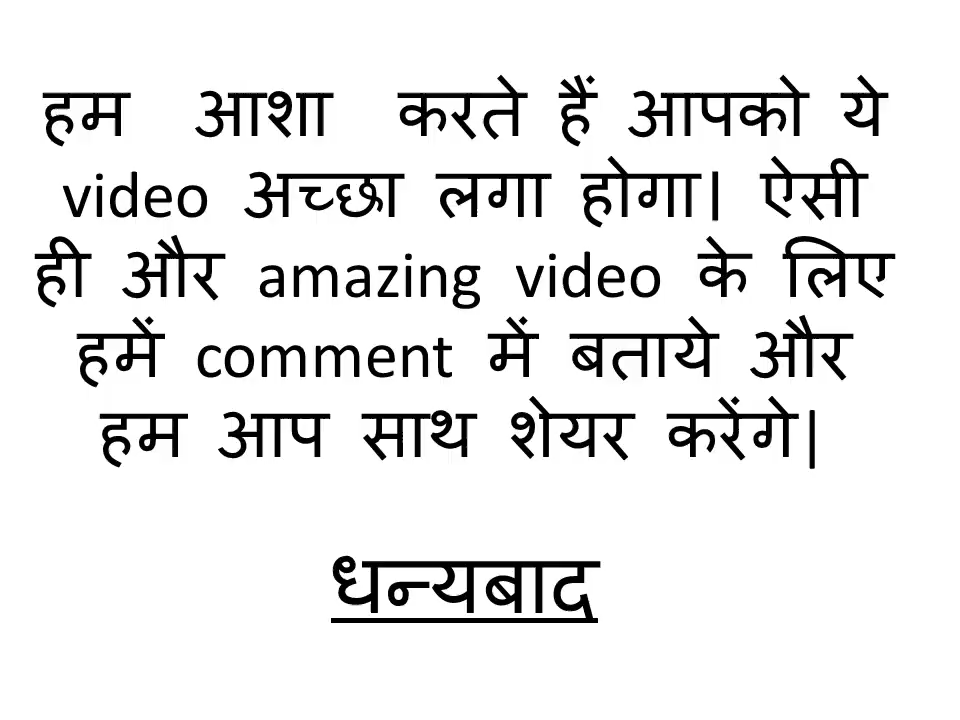 हम आशा करते हैं आपको ये
video अच्छा लगा होगा। ऐसी
ही और amazing video के लिए
हमें comment में बताये और
हम आप साथ शेयर करेंगे|
धन्यबाद